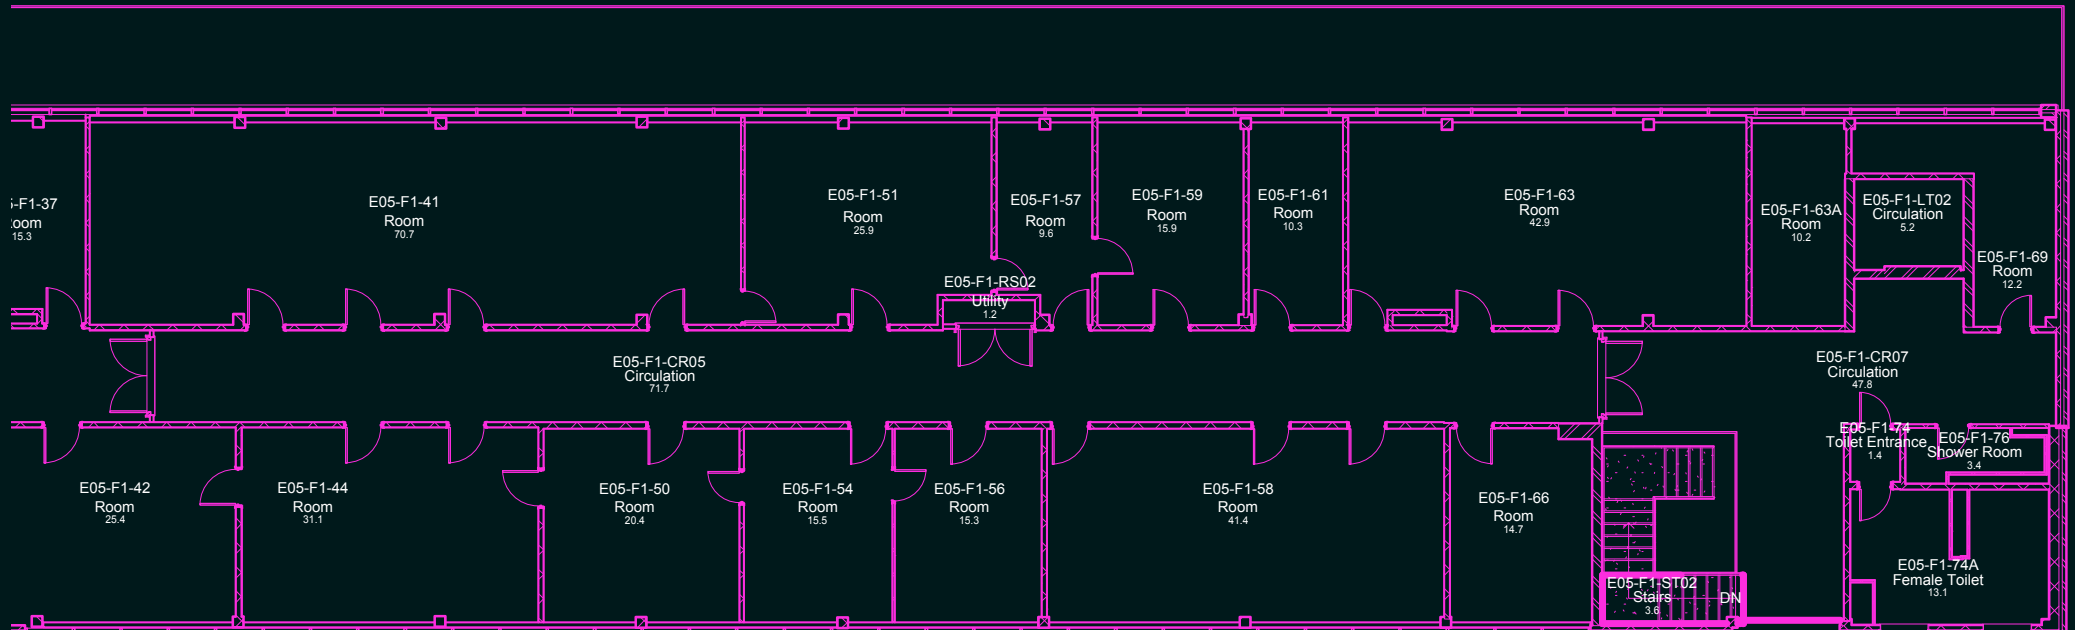 -F1-37
oom
15.3
E05-F1-41
Room
70.7
E05-F1-51
Room
25.9
E05-F1-57
Room
9.6
E05-F1-59
Room
15.9
E05-F1-61
Room
10.3
E05-F1-63
Room
42.9
E05-F1-63A
Room
10.2
E05-F1-LT02
Circulation
5.2
E05-F1-69
Room
12.2
E05-F1-RS02
Utility
1.2
E05-F1-CR05
Circulation
71.7
E05-F1-CR07
Circulation
47.8
E05-F1-74
Toilet Entrance
1.4
E05-F1-76
Shower Room
3.4
E05-F1-42
Room
25.4
E05-F1-44
Room
31.1
E05-F1-50
Room
20.4
E05-F1-54
Room
15.5
E05-F1-56
Room
15.3
E05-F1-58
Room
41.4
E05-F1-66
Room
14.7
E05-F1-ST02
Stairs
3.6
DN
E05-F1-74A
Female Toilet
13.1